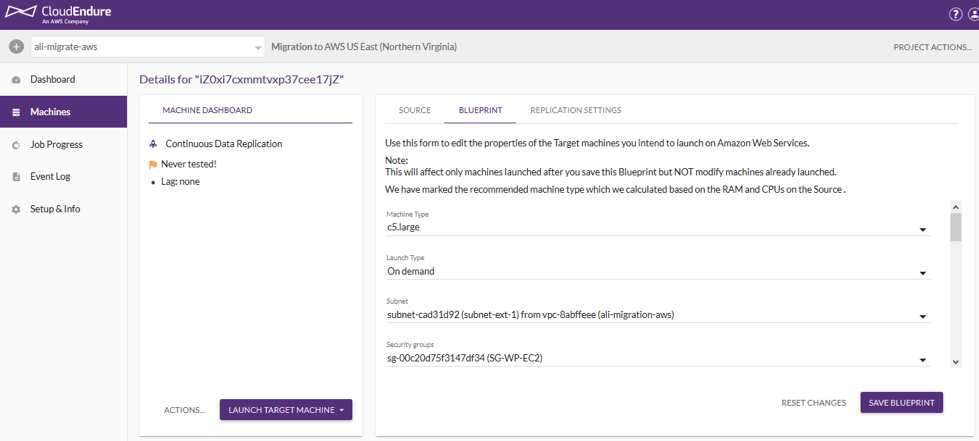 CloudEndure
An AWS Company
ali-migrate-aws
Migration to AWS US East (Northern Virginia)
PROJECT ACTIONS...
Dashboard
Machines
Job Progress
Event Log
Setup & Info
Details for "iZ0xi7cxmmtvxp37cee17jZ"
MACHINE DASHBOARD
Continuous Data Replication
Never tested!
Lag: none
ACTIONS...
LAUNCH TARGET MACHINE
SOURCE
BLUEPRINT
REPLICATION SETTINGS
Use this form to edit the properties of the Target machines you intend to launch on Amazon Web Services.
Note:
This will affect only machines launched after you save this Blueprint but NOT modify machines already launched.
We have marked the recommended machine type which we calculated based on the RAM and CPUs on the Source .
Machine Type
c5.large
Launch Type
On demand
Subnet
subnet-cad31d92 (subnet-ext-1) from vpc-8abffeee (ali-migration-aws)
Security groups
sg-00c20d75f3147df34 (SG-WP-EC2)
RESET CHANGES
SAVE BLUEPRINT